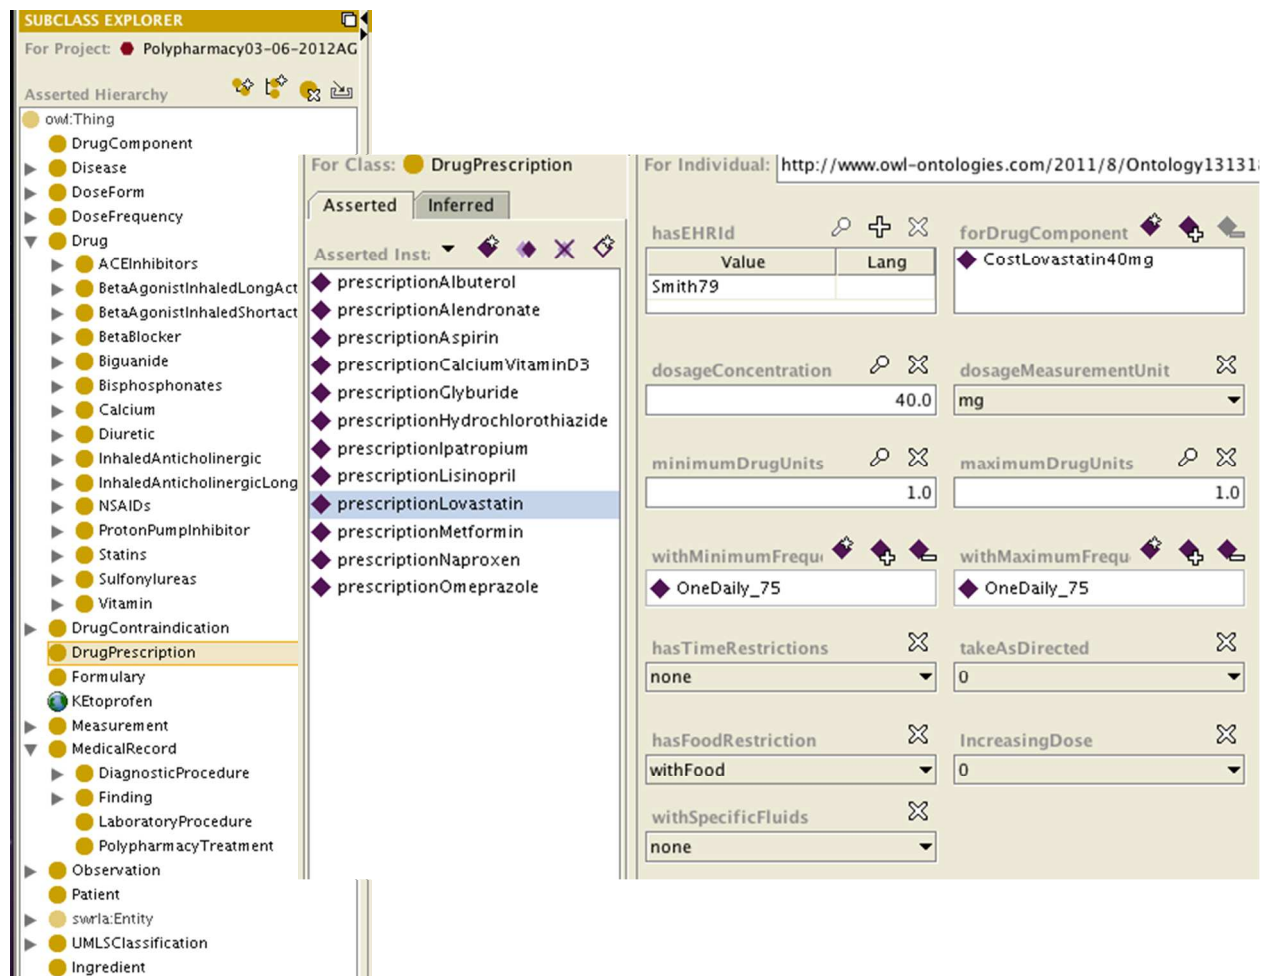 SUBCLASS EXPLORER
For Project: Polypharmacy03-06-2012AG
Asserted Hierarchy
owl:Thing
DrugComponent
Disease
DoseForm
DoseFrequency
Drug
ACEInhibitors
BetaAgonistInhaledLongAct
BetaAgonistInhaledShortact
BetaBlocker
Biguanide
Bisphosphonates
Calcium
Diuretic
InhaledAnticholinergic
InhaledAnticholinergicLong
NSAIDs
ProtonPumpInhibitor
Statins
Sulfonylureas
Vitamin
DrugContraindication
DrugPrescription
Formulary
KEtoprofen
Measurement
MedicalRecord
DiagnosticProcedure
Finding
LaboratoryProcedure
PolypharmacyTreatment
Observation
Patient
swrla:Entity
UMLSClassification
Ingredient
For Class: DrugPrescription
Asserted Inferred
Asserted Inst:
prescriptionAlbuterol
prescriptionAlendronate
prescriptionAspirin
prescriptionCalciumVitaminD3
prescriptionGlyburide
prescriptionHydrochlorothiazide
prescriptionIpatropium
prescriptionLisinopril
prescriptionLovastatin
prescriptionMetformin
prescriptionNaproxen
prescriptionOmeprazole
For Individual: http://www.owl-ontologies.com/2011/8/Ontology13131
hasEHRId forDrugComponent
Value Lang CostLovastatin40mg
Smith79
dosageConcentration dosageMeasurementUnit
40.0 mg
minimumDrugUnits maximumDrugUnits
1.0 1.0
withMinimumFrequ withMaximumFrequ
OneDaily_75 OneDaily_75
hasTimeRestrictions takeAsDirected
none 0
hasFoodRestriction IncreasingDose
withFood 0
withSpecificFluids
none